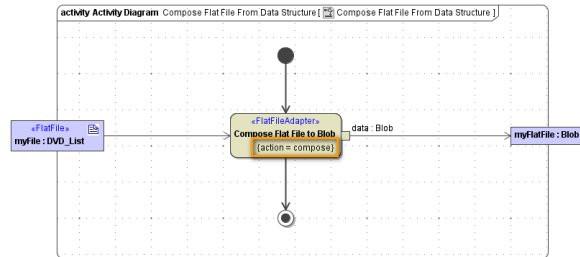 activity Activity Diagram Compose Flat File From Data Structure [ Compose Flat File From Data Structure ]
«FlatFile»
myFile : DVD_List
«FlatFileAdapter»
Compose Flat File to Blob
{action = compose}
data : Blob
myFlatFile : Blob